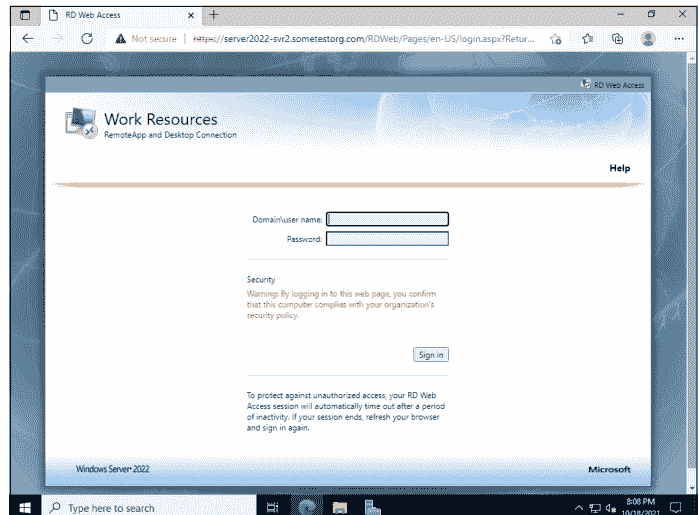 RD Web Access
Not secure | https://server2022-svr2.sometestorg.com/RDWeb/Pages/en-US/login.aspx?Retur...
RD Web Access
Work Resources
RemoteApp and Desktop Connection
Help
Domain\user name:
Password:
Security
Warning: By logging in to this web page, you confirm
that this computer complies with your organization's
security policy.
Sign in
To protect against unauthorized access, your RD Web
Access session will automatically time out after a period
of inactivity. If your session ends, refresh your browser
and sign in again.
Windows Server 2022
Microsoft
Type here to search
8:08 PM
10/18/2021